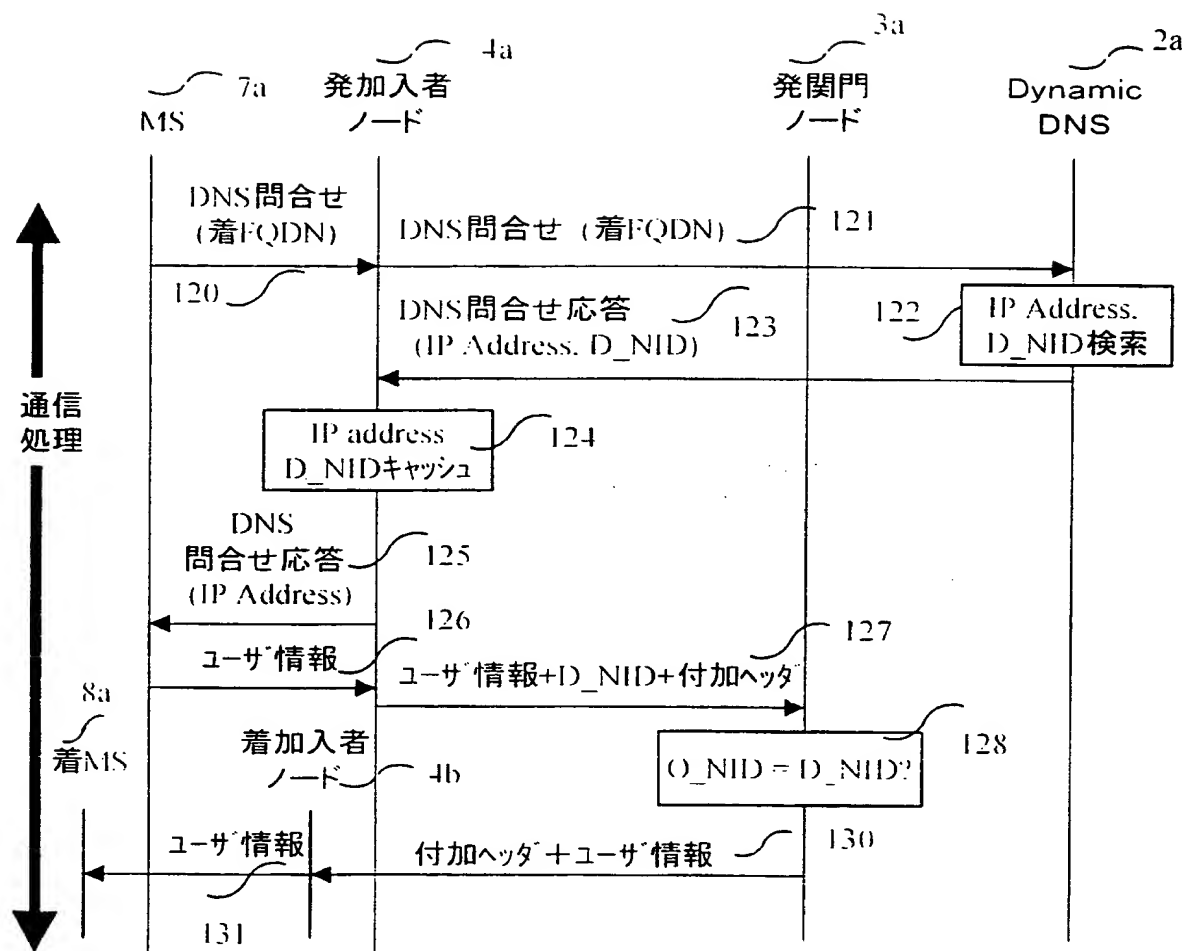 7a
MS
4a
発加入者
ノード
3a
発関門
ノード
2a
Dynamic
DNS
DNS問合せ
(着FQDN)
120
DNS問合せ (着FQDN)
121
DNS問合せ応答
(IP Address. D_NID)
123
122
IP Address.
D_NID検索
通信
処理
IP address
D_NIDキャッシュ
124
DNS
問合せ応答
(IP Address)
125
ユーザ情報
126
ユーザ情報+D_NID+付加ヘッダ
127
8a
着MS
着加入者
ノード
4b
O_NID = D_NID?
128
ユーザ情報
131
付加ヘッダ+ユーザ情報
130